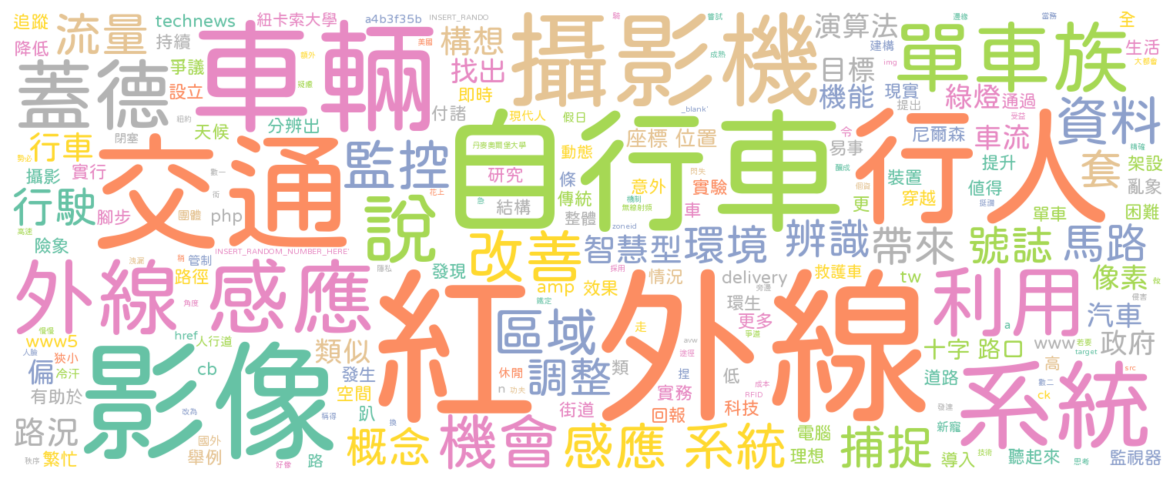 追蹤 流量 technews 紐卡索大學 a4b3f35b INSERT_RANDO
降低 持續 車輛 構想 攝影機 演算法 單車族 全
蓋德 爭議 設立 找出 即時 付諸 目標 機能 現實 提出 生活
行車 閉塞 天候 分辨出 現代人 假日 座標 位置 易事 尼爾森 綠燈 通過 車流 資料
攝影 實行 交通 監控 丹麥奧爾堡大學 動態 自行車 行人 提升 套 架設
行駛 腳步 團體 php 說 研究 結構 條 傳統 意外 實驗 裝置 值得 穿越 亂象
險象 INSERT_RANDOM_NUMBER_HERE' 整體 車 更 單車 困難
管制 路徑 改善 智慧型 環境 辨識 帶來 號誌 馬路
外線 感應 發現 amp 效果 情況 delivery 救護車 tw 利用 像素
www5 href 人行道 紅外線 區域 環生 更多 汽車
影像 類似 cb 發生 調整 類 走 低 www 政府
偏 狹小 冷汗 空間 休閒 實務 科技 十字 路口 高
有助於 趴 n 功夫 街道 回報 RFID 道路 ck 系統
路況 國外 概念 機會 感應 系統 電腦 捕捉 新寵
繁忙 舉例 路 理想 導入 聽起來 監視器